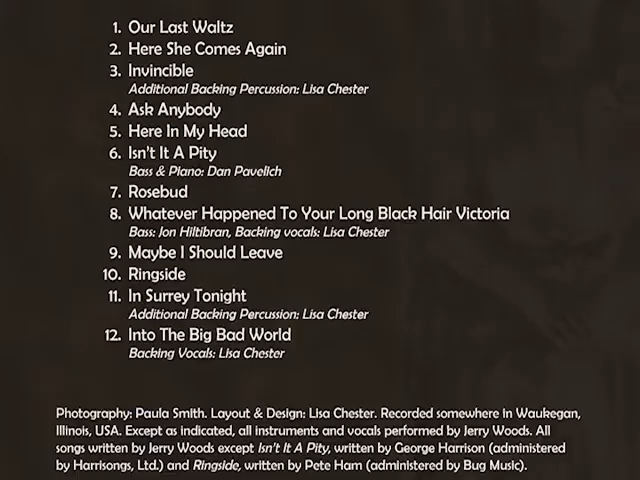 1. Our Last Waltz
2. Here She Comes Again
3. Invincible
Additional Backing Percussion: Lisa Chester
4. Ask Anybody
5. Here In My Head
6. Isn't It A Pity
Bass & Piano: Dan Pavelich
7. Rosebud
8. Whatever Happened To Your Long Black Hair Victoria
Bass: Jon Hiltibran, Backing vocals: Lisa Chester
9. Maybe I Should Leave
10. Ringside
11. In Surrey Tonight
Additional Backing Percussion: Lisa Chester
12. Into The Big Bad World
Backing Vocals: Lisa Chester
Photography: Paula Smith. Layout & Design: Lisa Chester. Recorded somewhere in Waukegan,
Illinois, USA. Except as indicated, all instruments and vocals performed by Jerry Woods. All
songs written by Jerry Woods except Isn't It A Pity, written by George Harrison (administered
by Harrisongs, Ltd.) and Ringside, written by Pete Ham (administered by Bug Music).